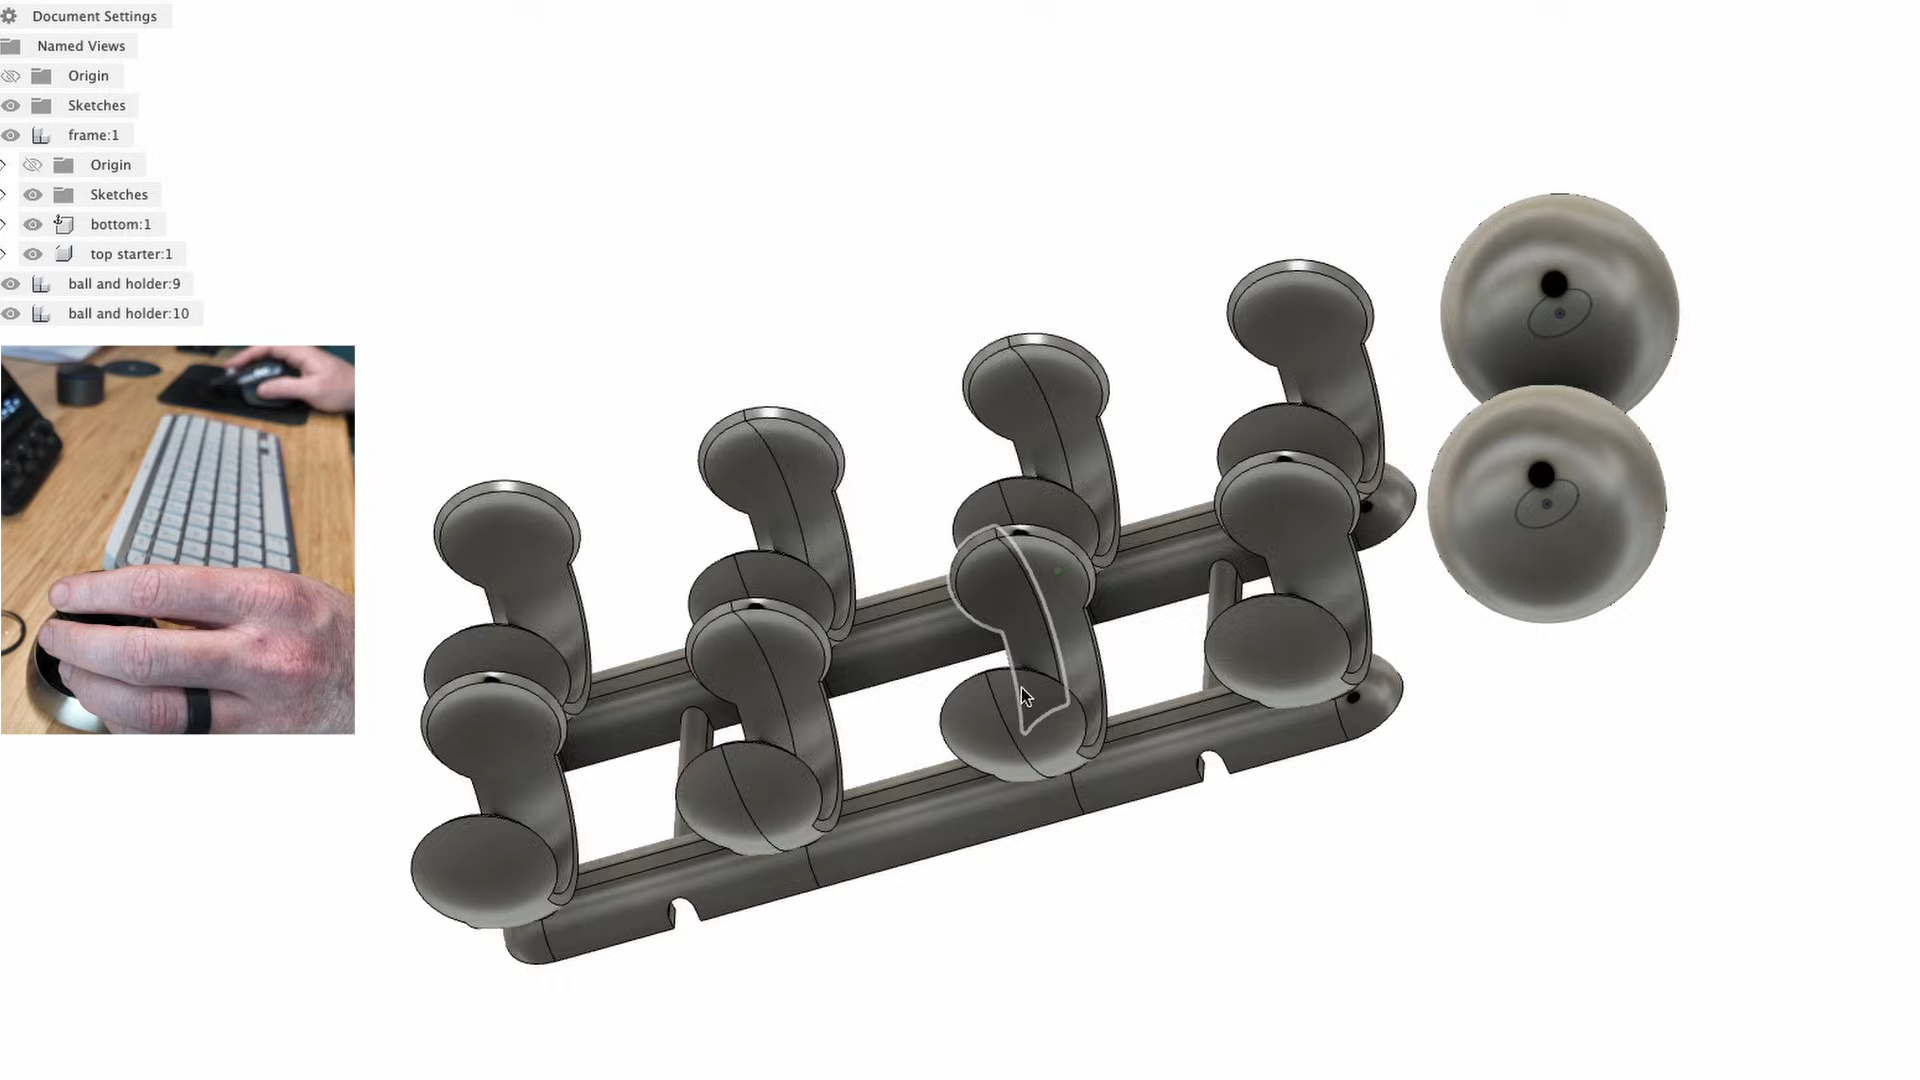 Document Settings
Named Views
Origin
Sketches
frame:1
Origin
Sketches
bottom:1
top starter:1
ball and holder:9
ball and holder:10